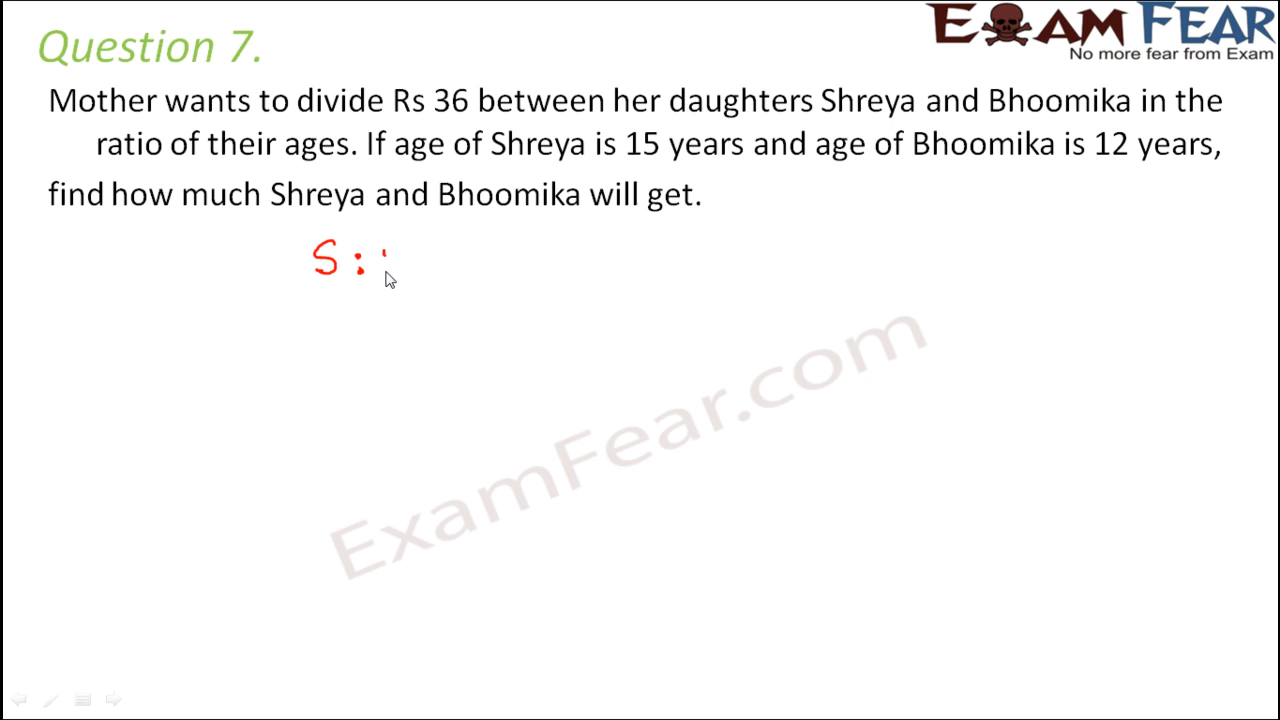 Question 7.
EXAM FEAR
No more fear from Exam
Mother wants to divide Rs 36 between her daughters Shreya and Bhoomika in the
ratio of their ages. If age of Shreya is 15 years and age of Bhoomika is 12 years,
find how much Shreya and Bhoomika will get.
S :
ExamFear.com